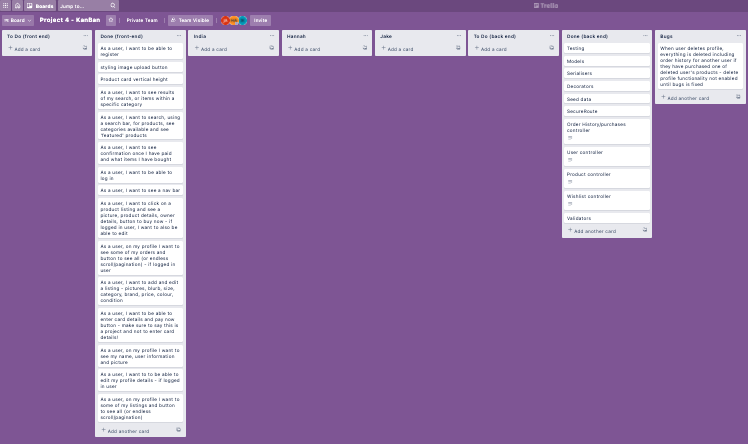 Boards
Jump to...
Trello
Board
Project 4 - KanBan
Private Team
Team Visible
Invite
To Do (front end)
Add a card
Done (front-end)
As a user, I want to be able to
register
styling image upload button
Product card vertical height
As a user, I want to see results
of my search, or items within a
specific category
As a user, I want to search, using
a search bar, for products, see
categories available and see
'featured' products
As a user, I want to see
confirmation once I have paid
and what items I have bought
As a user, I want to be able to
log in
As a user, I want to see a nav bar
As a user, I want to click on a
product listing and see a
picture, product details, owner
details, button to buy now - if
logged in user, I want to also be
able to edit
As a user, on my profile I want to
see some of my orders and
button to see all (or endless
scroll/pagination) - if logged in
user
As a user, I want to add and edit
a listing - pictures, blurb, size,
category, brand, price, colour,
condition
As a user, I want to be able to
enter card details and pay now
button - make sure to say this is
a project and not to enter card
details!
As a user, on my profile I want to
see my name, user information
and picture
As a user, I want to to be able to
edit my profile details - if logged
in user
As a user, on my profile I want to
some of my listings and button
to see all (or endless
scroll/pagination)
Add another card
India
Add a card
Hannah
Add a card
Jake
Add a card
To Do (back end)
Add a card
Done (back end)
Testing
Models
Serialisers
Decorators
Seed data
SecureRoute
Order History/purchases
controller
User controller
Product controller
Wishlist controller
Validators
Add another card
Bugs
When user deletes profile,
everything is deleted including
order history for another user if
they have purchased one of
deleted user's products - delete
profile functionality not enabled
until bugs is fixed
Add another card